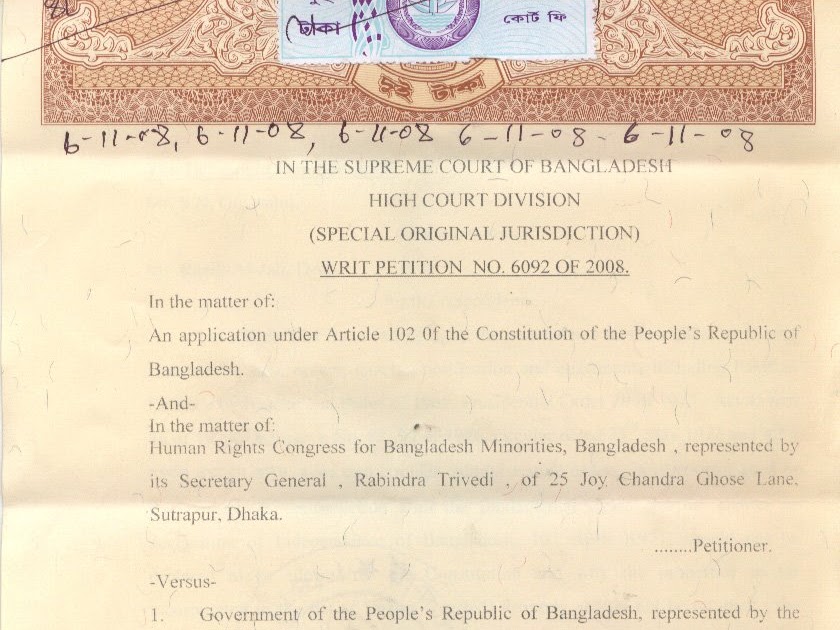 টাকা
কোর্ট ফি
দুই টাকা
6-11-08, 6-11-08, 6-11-08 6-11-08- 6-11-08
IN THE SUPREME COURT OF BANGLADESH
HIGH COURT DIVISION
(SPECIAL ORIGINAL JURISDICTION)
WRIT PETITION NO. 6092 OF 2008.
In the matter of:
An application under Article 102 0f the Constitution of the People's Republic of
Bangladesh.
-And-
In the matter of:
Human Rights Congress for Bangladesh Minorities, Bangladesh , represented by
its Secretary General , Rabindra Trivedi , of 25 Joy Chandra Ghose Lane,
Sutrapur, Dhaka.
........Petitioner.
-Versus-
1. Government of the People's Republic of Bangladesh, represented by the